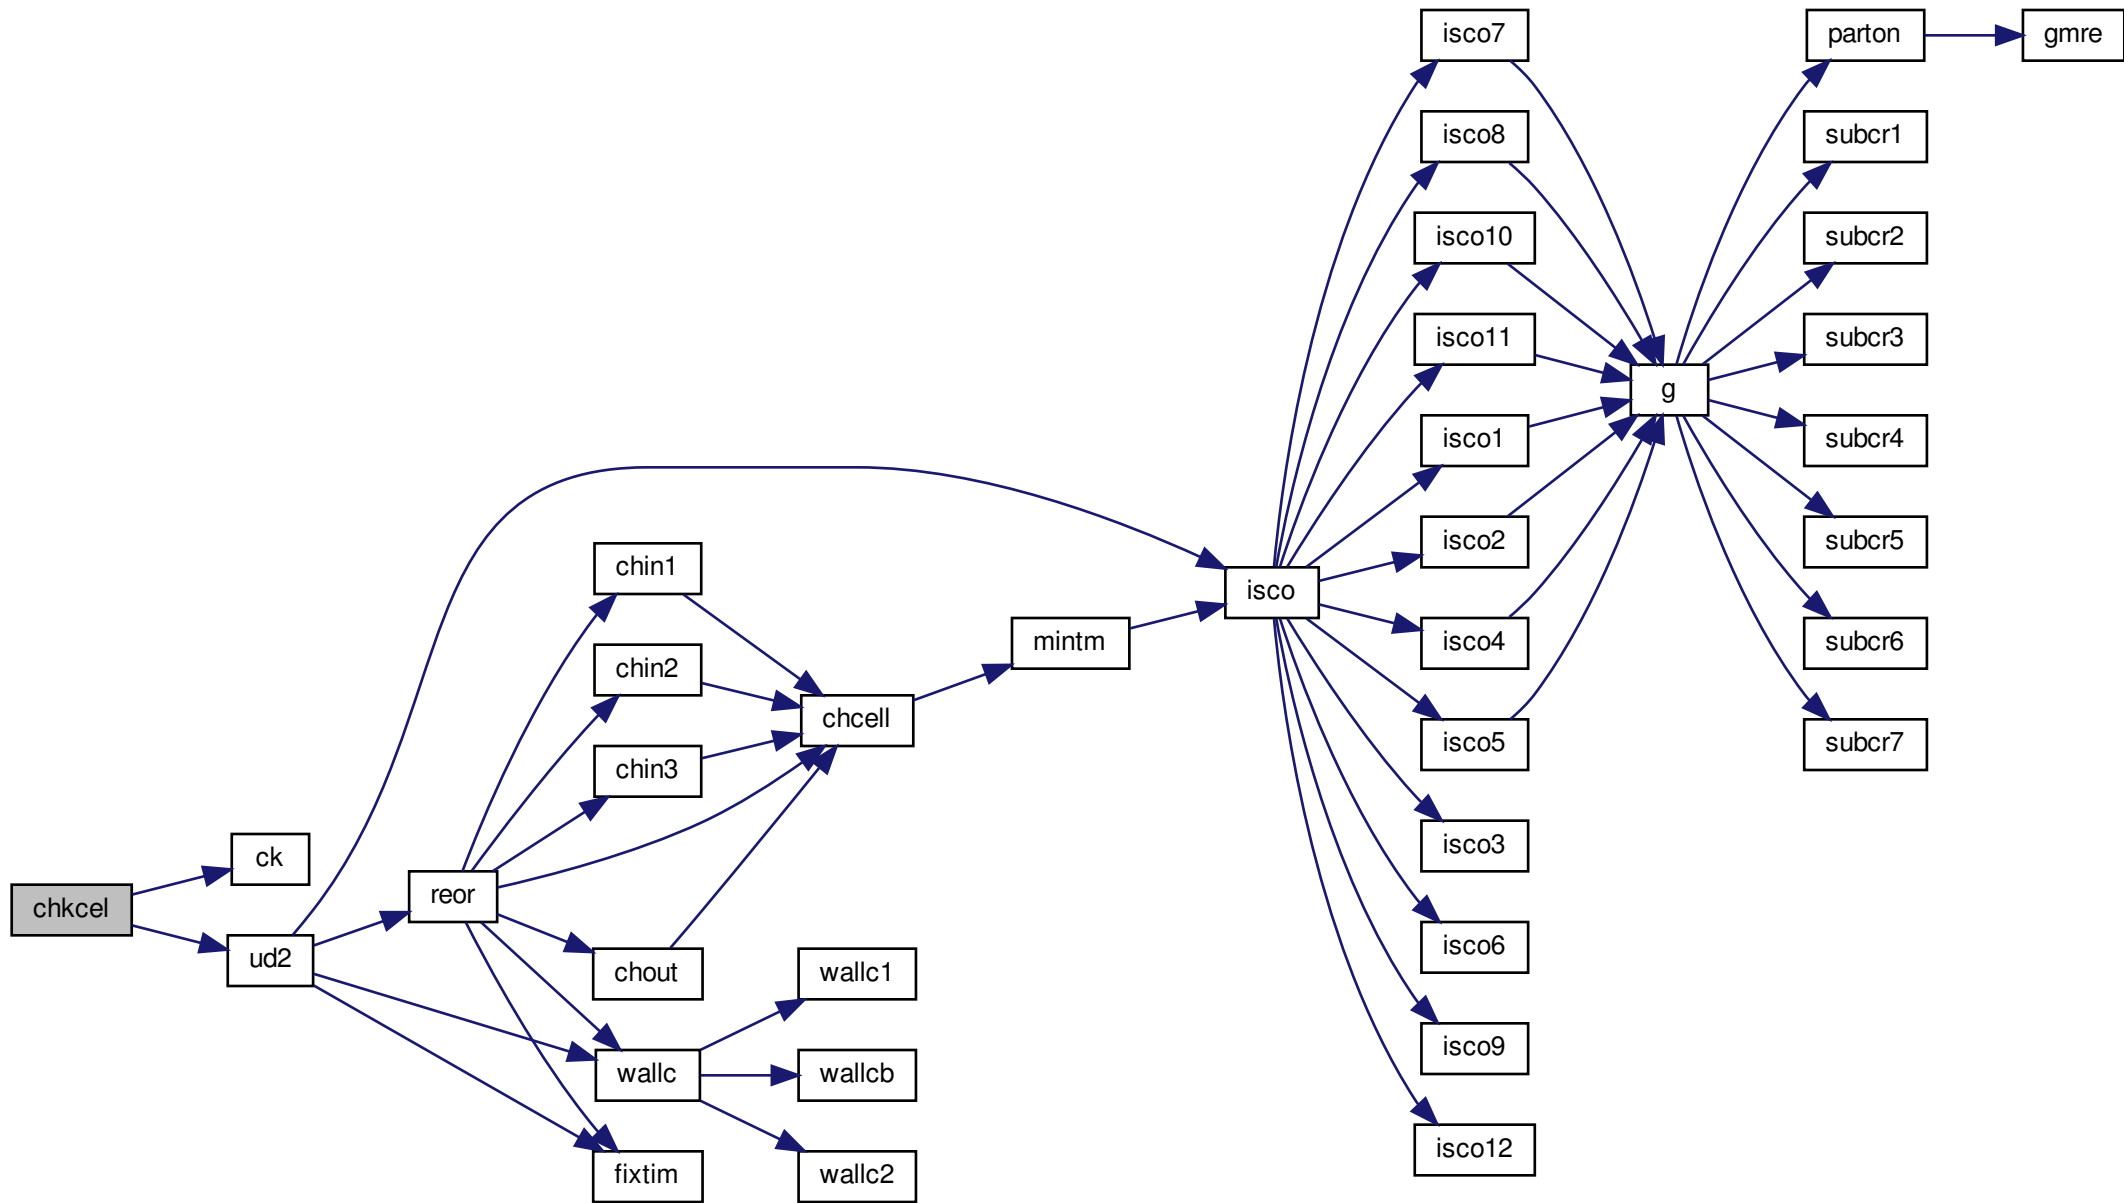 chkcel
ck
ud2
reor
chin1
chin2
chin3
chout
wallc
fixtim
chcell
wallc1
wallcb
wallc2
mintm
isco
isco7
isco8
isco10
isco11
isco1
isco2
isco4
isco5
isco3
isco6
isco9
isco12
g
parton
subcr1
subcr2
subcr3
subcr4
subcr5
subcr6
subcr7
gmre